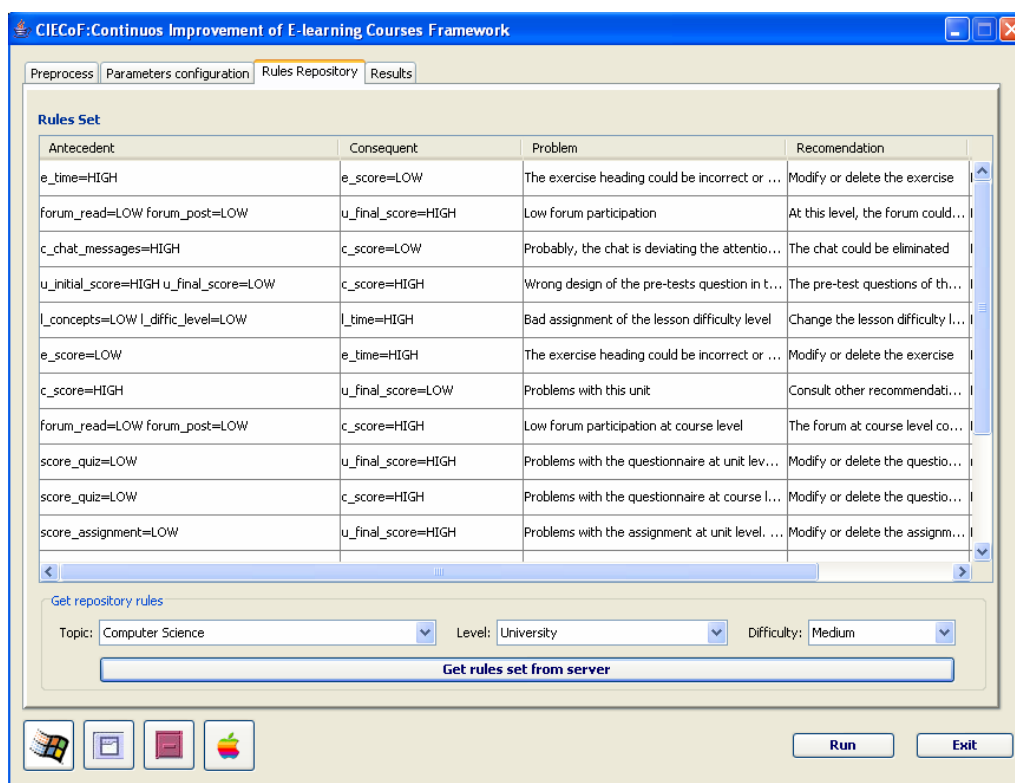 CIECoF:Continuos Improvement of E-learning Courses Framework
Preprocess Parameters configuration Rules Repository Results
Rules Set
Antecedent Consequent Problem Recomendation
e_time=HIGH e_score=LOW The exercise heading could be incorrect or ... Modify or delete the exercise
forum_read=LOW forum_post=LOW u_final_score=HIGH Low forum participation At this level, the forum could...
c_chat_messages=HIGH c_score=LOW Probably, the chat is deviating the attentio... The chat could be eliminated
u_initial_score=HIGH u_final_score=LOW c_score=HIGH Wrong design of the pre-tests question in t... The pre-test questions of th...
l_concepts=LOW l_diffic_level=LOW l_time=HIGH Bad assignment of the lesson difficulty level Change the lesson difficulty l...
e_score=LOW e_time=HIGH The exercise heading could be incorrect or ... Modify or delete the exercise
c_score=HIGH u_final_score=LOW Problems with this unit Consult other recommendati...
forum_read=LOW forum_post=LOW c_score=HIGH Low forum participation at course level The forum at course level co...
score_quiz=LOW u_final_score=HIGH Problems with the questionnaire at unit lev... Modify or delete the questio...
score_quiz=LOW c_score=HIGH Problems with the questionnaire at course l... Modify or delete the questio...
score_assignment=LOW u_final_score=HIGH Problems with the assignment at unit level. ... Modify or delete the assignm...
Get repository rules
Topic: Computer Science Level: University Difficulty: Medium
Get rules set from server
Run Exit